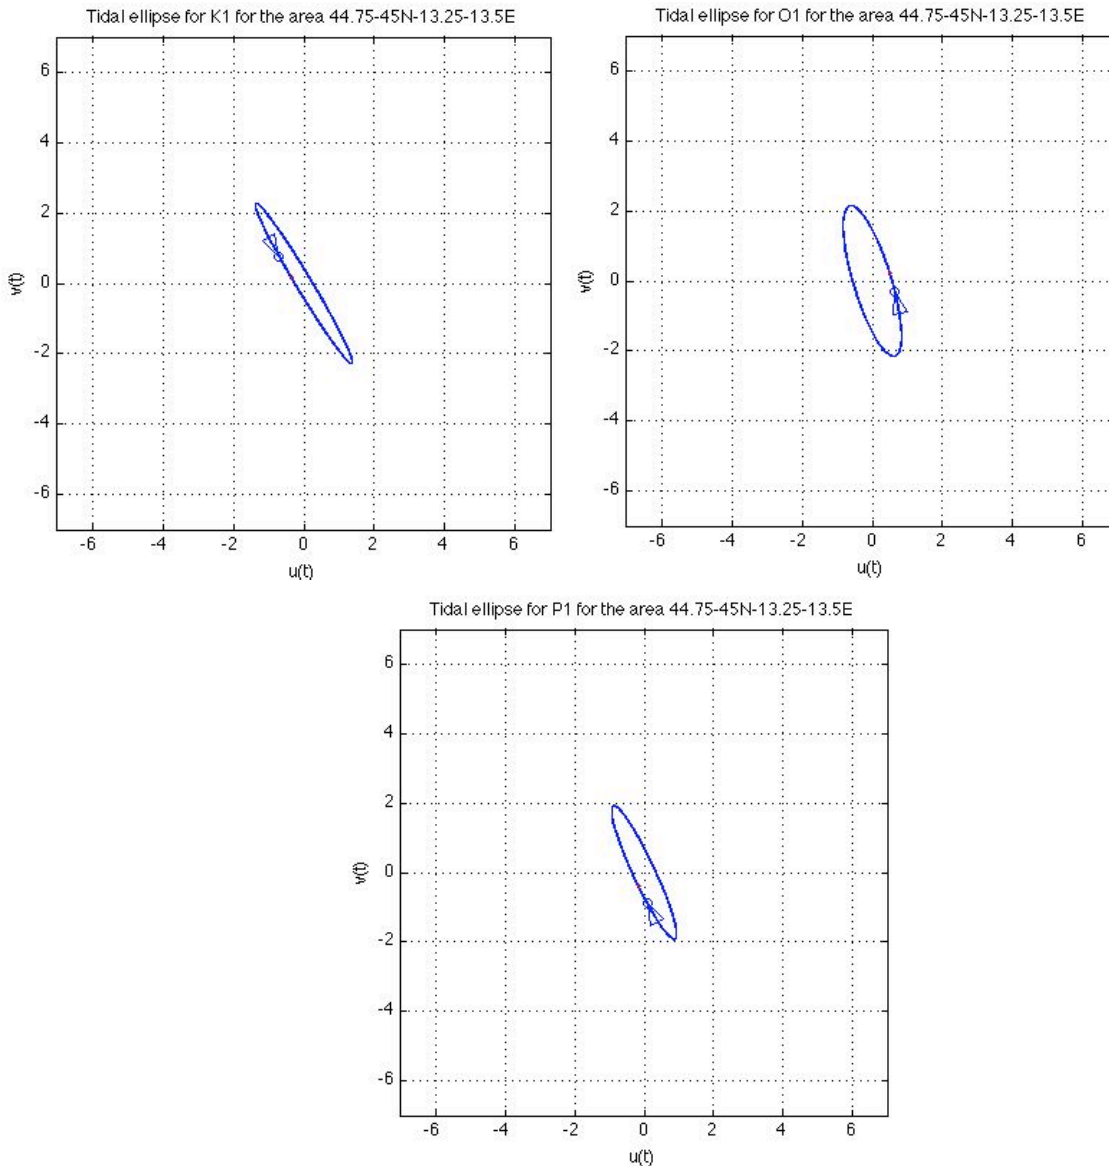 Tidal ellipse for K1 for the area 44.75-45N-13.25-13.5E
6
4
2
0
-2
-4
-6
v(t)
-6 -4 -2 0 2 4 6
u(t)
Tidal ellipse for O1 for the area 44.75-45N-13.25-13.5E
6
4
2
0
-2
-4
-6
v(t)
-6 -4 -2 0 2 4 6
u(t)
Tidal ellipse for P1 for the area 44.75-45N-13.25-13.5E
6
4
2
0
-2
-4
-6
v(t)
-6 -4 -2 0 2 4 6
u(t)